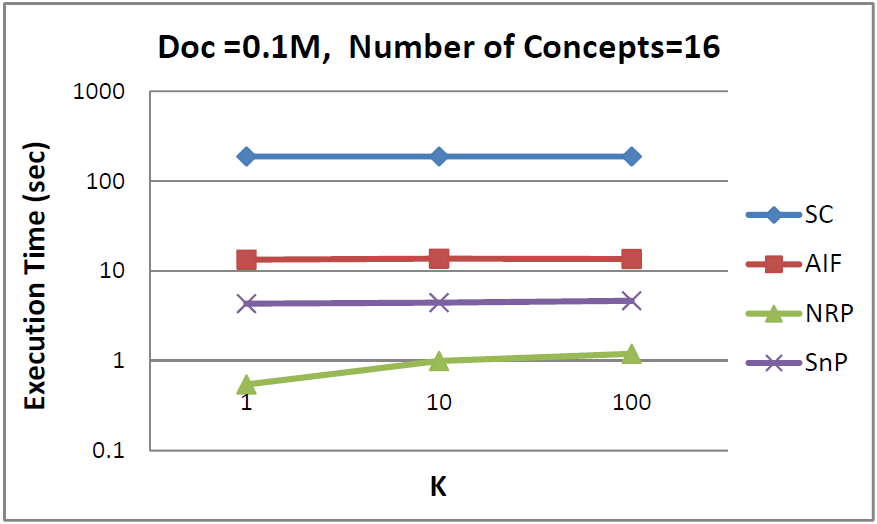 Doc =0.1M, Number of Concepts=16
Execution Time (sec)
1000
100
10
1
0.1
1
10
100
K
SC
AIF
NRP
SnP